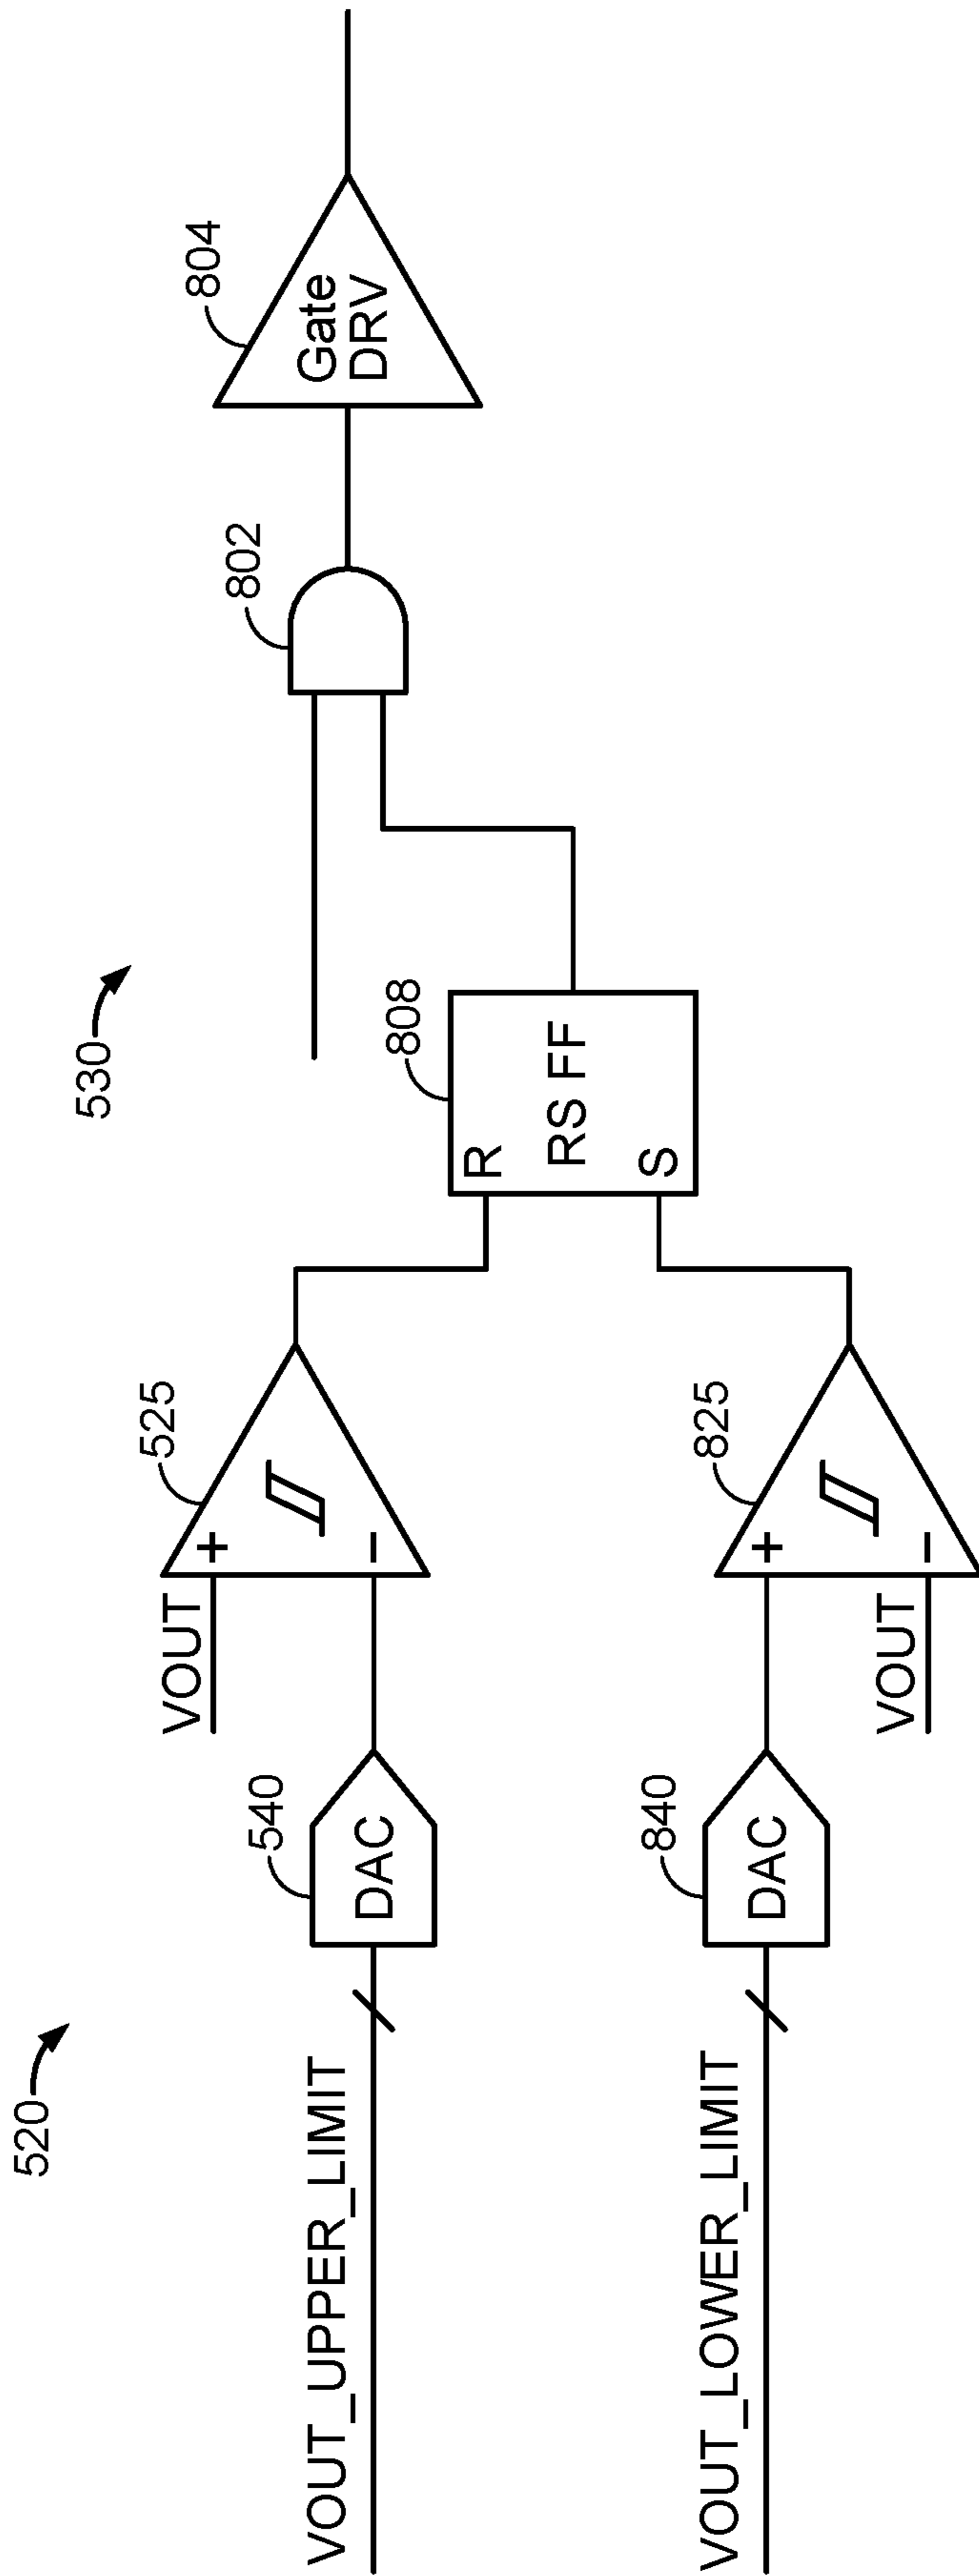 520
530
VOUT_UPPER_LIMIT
540
DAC
VOUT
525
+
−
808
R
RS FF
S
802
804
Gate
DRV
VOUT_LOWER_LIMIT
840
DAC
825
+
−
VOUT